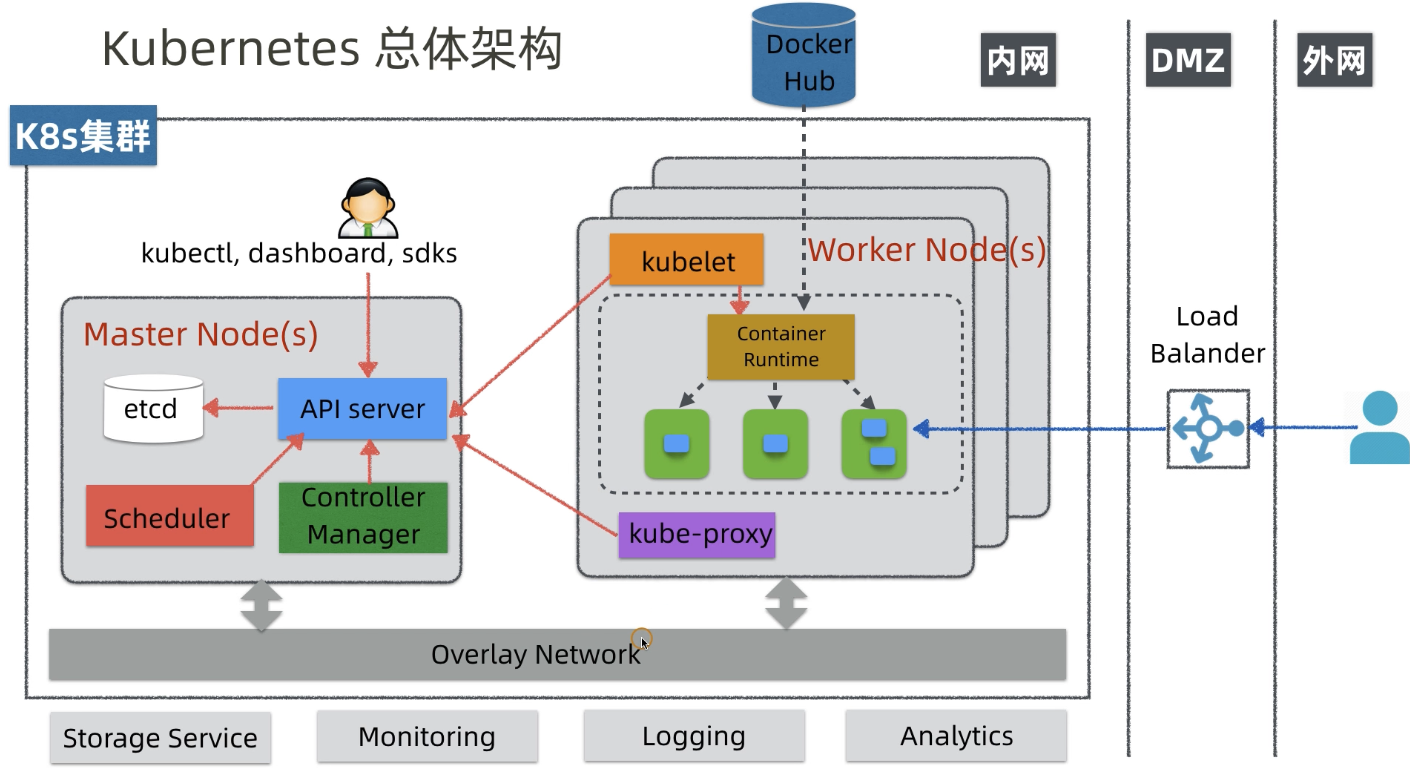 Kubernetes 总体架构
Docker
Hub
内网
DMZ
外网
K8s集群
kubectl, dashboard, sdks
Master Node(s)
etcd
API server
Scheduler
Controller
Manager
kubelet
Worker Node(s)
Container
Runtime
kube-proxy
Load
Balander
Overlay Network
Storage Service
Monitoring
Logging
Analytics